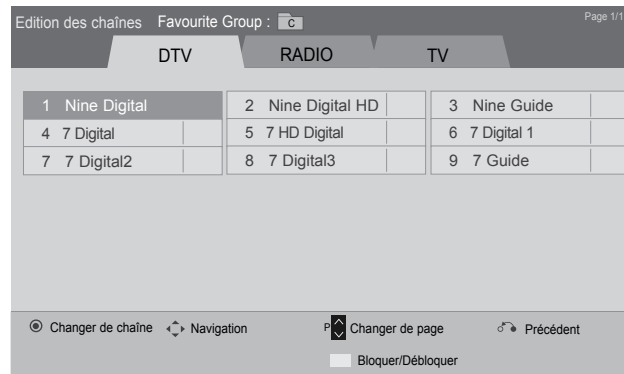 Edition des chaînes Favourite Group : C Page 1/1
DTV RADIO TV
1 Nine Digital 2 Nine Digital HD 3 Nine Guide
4 7 Digital 5 7 HD Digital 6 7 Digital 1
7 7 Digital2 8 7 Digital3 9 7 Guide
Changer de chaîne Navigation P Changer de page Précédent
Bloquer/Débloquer